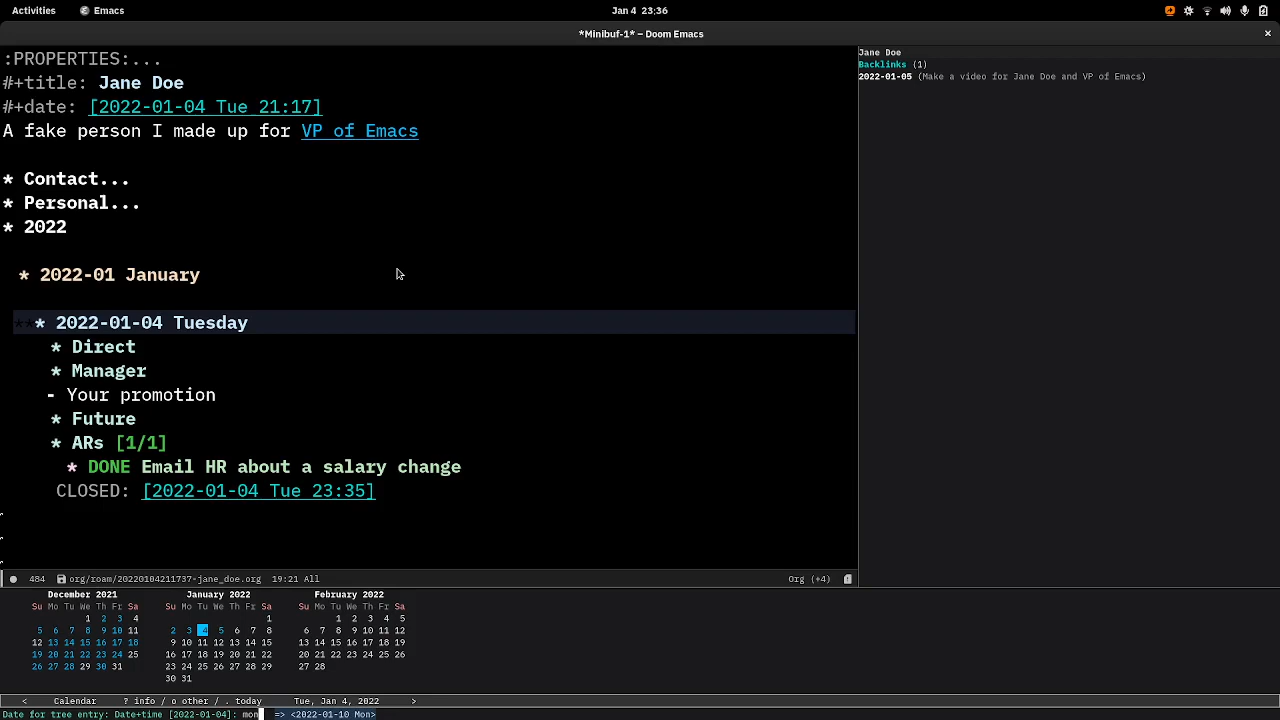 Activities Emacs Jan 4 23:36
*Minibuf-1* – Doom Emacs ×
:PROPERTIES:...
#+title: Jane Doe
#+date: [2022-01-04 Tue 21:17]
A fake person I made up for VP of Emacs
* Contact...
* Personal...
* 2022
* 2022-01 January
*** 2022-01-04 Tuesday
* Direct
* Manager
- Your promotion
* Future
* ARs [1/1]
* DONE Email HR about a salary change
CLOSED: [2022-01-04 Tue 23:35]
~
~
~
484 org/roam/20220104211737-jane_doe.org 19:21 All Org (+4)
Jane Doe
Backlinks (1)
2022-01-05 (Make a video for Jane Doe and VP of Emacs)
December 2021 January 2022 February 2022
Su Mo Tu We Th Fr Sa Su Mo Tu We Th Fr Sa Su Mo Tu We Th Fr Sa
1 2 3 4 1 1 2 3 4 5
5 6 7 8 9 10 11 2 3 4 5 6 7 8 6 7 8 9 10 11 12
12 13 14 15 16 17 18 9 10 11 12 13 14 15 13 14 15 16 17 18 19
19 20 21 22 23 24 25 16 17 18 19 20 21 22 20 21 22 23 24 25 26
26 27 28 29 30 31 23 24 25 26 27 28 29 27 28
30 31
< Calendar ? info / o other / . today Tue, Jan 4, 2022 >
Date for tree entry: Date+time [2022-01-04]: mon => <2022-01-10 Mon>